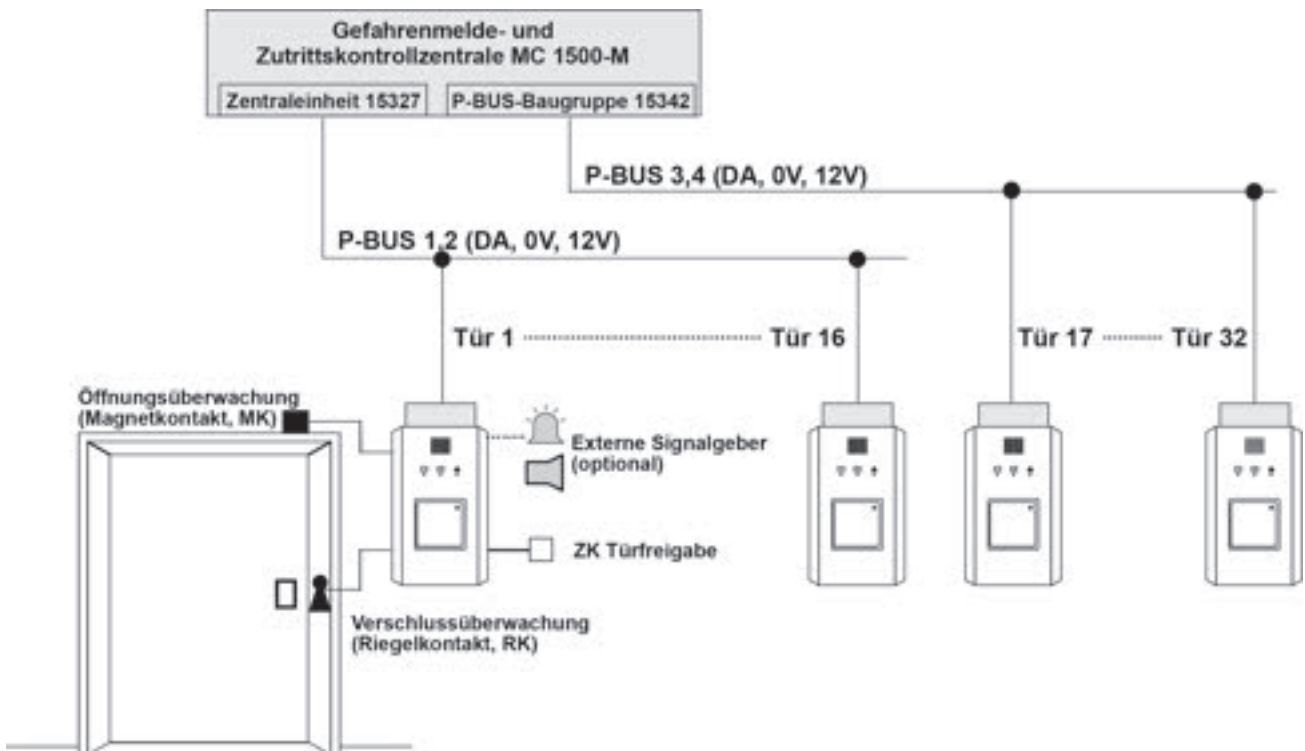 Gefahrenmelde- und
Zutrittskontrollzentrale MC 1500-M
Zentraleinheit 15327
P-BUS-Baugruppe 15342
P-BUS 3,4 (DA, 0V, 12V)
P-BUS 1,2 (DA, 0V, 12V)
Tür 1
Tür 16
Tür 17
Tür 32
Öffnungsüberwachung
(Magnetkontakt, MK)
Externe Signalgeber
(optional)
ZK Türfreigabe
Verschlussüberwachung
(Riegelkontakt, RK)